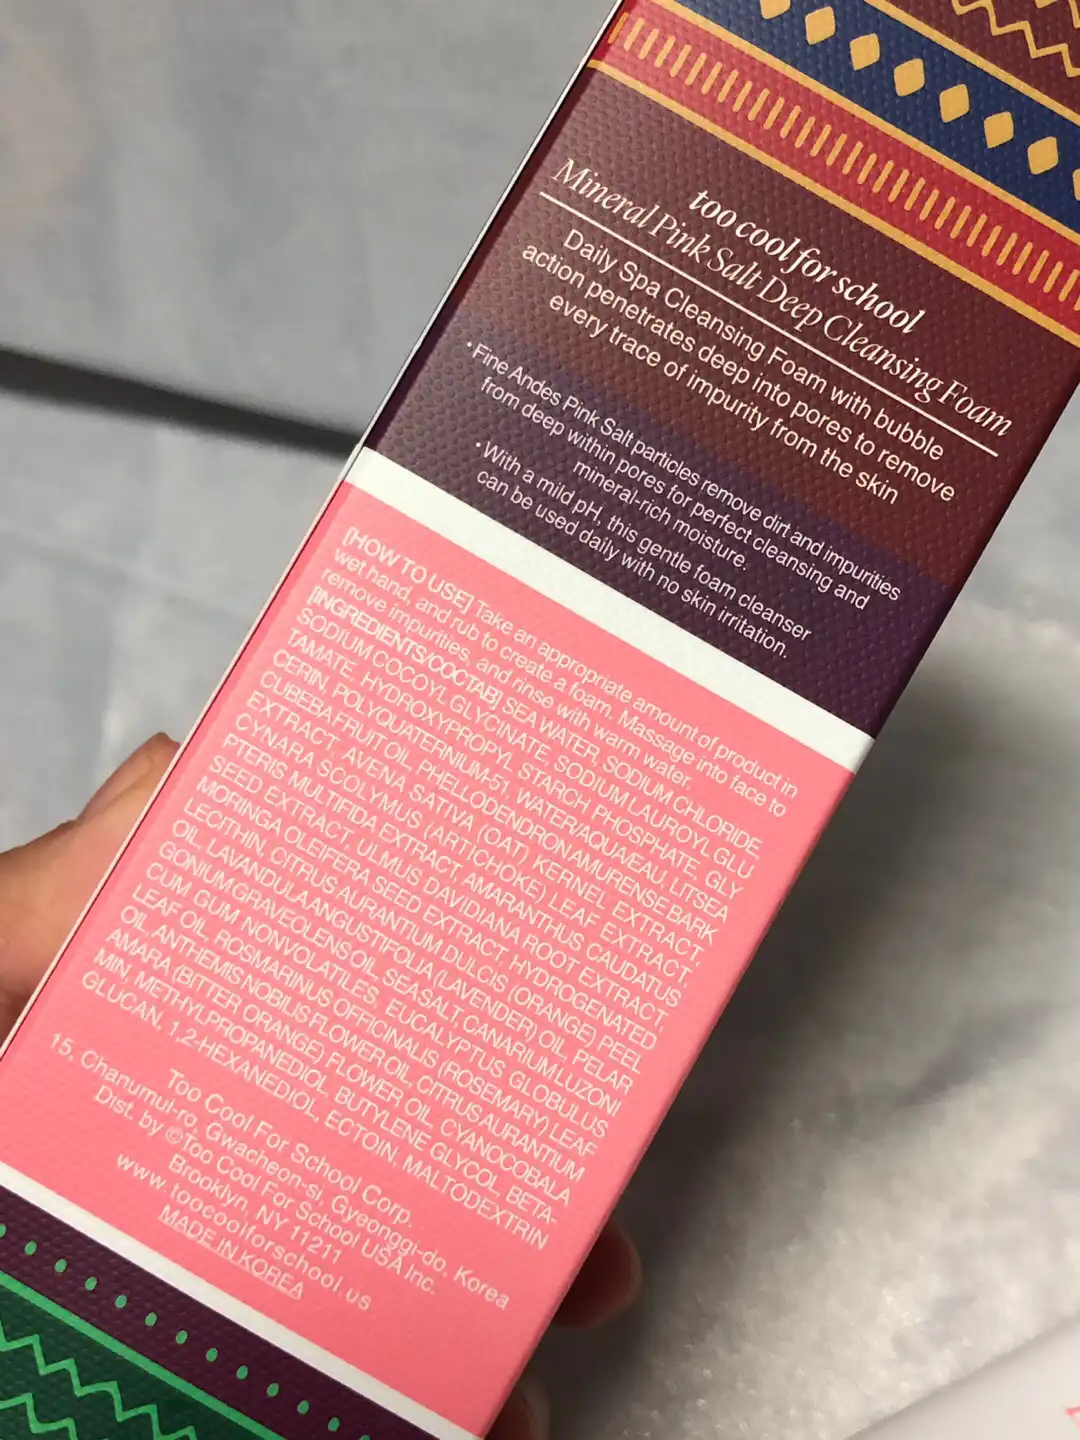 too cool for school
Mineral Pink Salt Deep Cleansing Foam
Daily Spa Cleansing Foam with bubble
action penetrates deep into pores to remove
every trace of impurity from the skin
• Fine Andes Pink Salt particles remove dirt and impurities
from deep within pores for perfect cleansing and
mineral-rich moisture.
• With a mild pH, this gentle foam cleanser
can be used daily with no skin irritation.
[HOW TO USE] Take an appropriate amount of product in
wet hand, and rub to create a foam. Massage into face to
remove impurities, and rinse with warm water.
[INGREDIENTS/COCTAB] SEA WATER, SODIUM CHLORIDE,
SODIUM COCOYL GLYCINATE, SODIUM LAUROYL GLU
TAMATE, HYDROXYPROPYL STARCH PHOSPHATE, GLY
CERIN, POLYQUATERNIUM-51, WATER/AQUA/EAU, LITSEA
CUBEBA FRUIT OIL, PHELLODENDRON AMURENSE BARK
EXTRACT, AVENA SATIVA (OAT) KERNEL EXTRACT,
CYNARA SCOLYMUS (ARTICHOKE) LEAF EXTRACT,
PTERIS MULTIFIDA EXTRACT, AMARANTHUS CAUDATUS
SEED EXTRACT, ULMUS DAVIDIANA ROOT EXTRACT,
MORINGA OLEIFERA SEED EXTRACT, HYDROGENATED
LECITHIN, CITRUS AURANTIUM DULCIS (ORANGE) PEEL
OIL, LAVANDULA ANGUSTIFOLIA (LAVENDER) OIL, PELAR
GONIUM GRAVEOLENS OIL, SEA SALT, CANARIUM LUZONI
CUM GUM NONVOLATILES, EUCALYPTUS GLOBULUS
LEAF OIL, ROSMARINUS OFFICINALIS (ROSEMARY) LEAF
OIL, ANTHEMIS NOBILIS FLOWER OIL, CITRUS AURANTIUM
AMARA (BITTER ORANGE) FLOWER OIL, CYANOCOBALA
MIN, METHYLPROPANEDIOL, BUTYLENE GLYCOL, BETA-
GLUCAN, 1,2-HEXANEDIOL, ECTOIN, MALTODEXTRIN
Too Cool For School Corp.
15, Chanumul-ro, Gwacheon-si, Gyeonggi-do, Korea
Dist. by ©Too Cool For School USA Inc.
Brooklyn, NY 11211
www.toocoolforschool.us
MADE IN KOREA